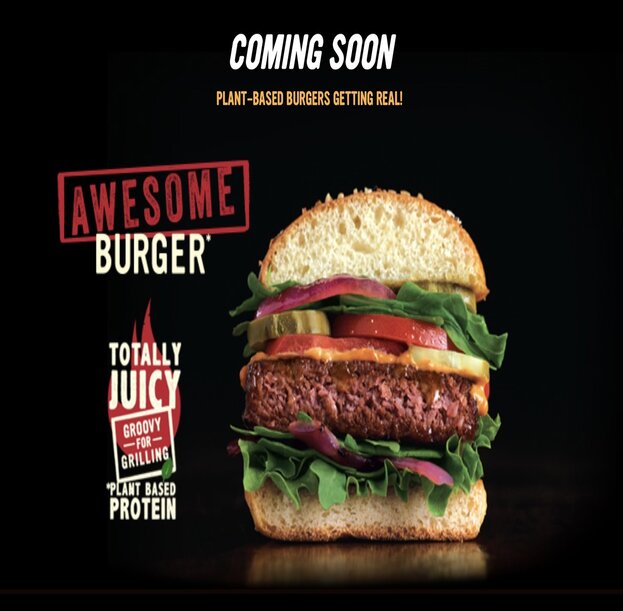 COMING SOON
PLANT-BASED BURGERS GETTING REAL!
AWESOME
BURGER*
TOTALLY
JUICY
GROOVY
FOR
GRILLING
*PLANT BASED
PROTEIN